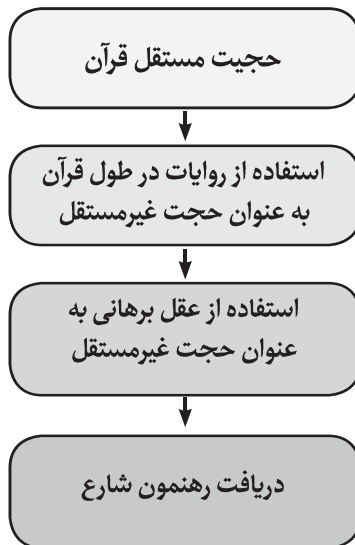 حجیت مستقل قرآن
استفاده از روایات در طول قرآن
به عنوان حجت غیرمستقل
استفاده از عقل برهانی به
عنوان حجت غیرمستقل
دریافت رهنمون شارع